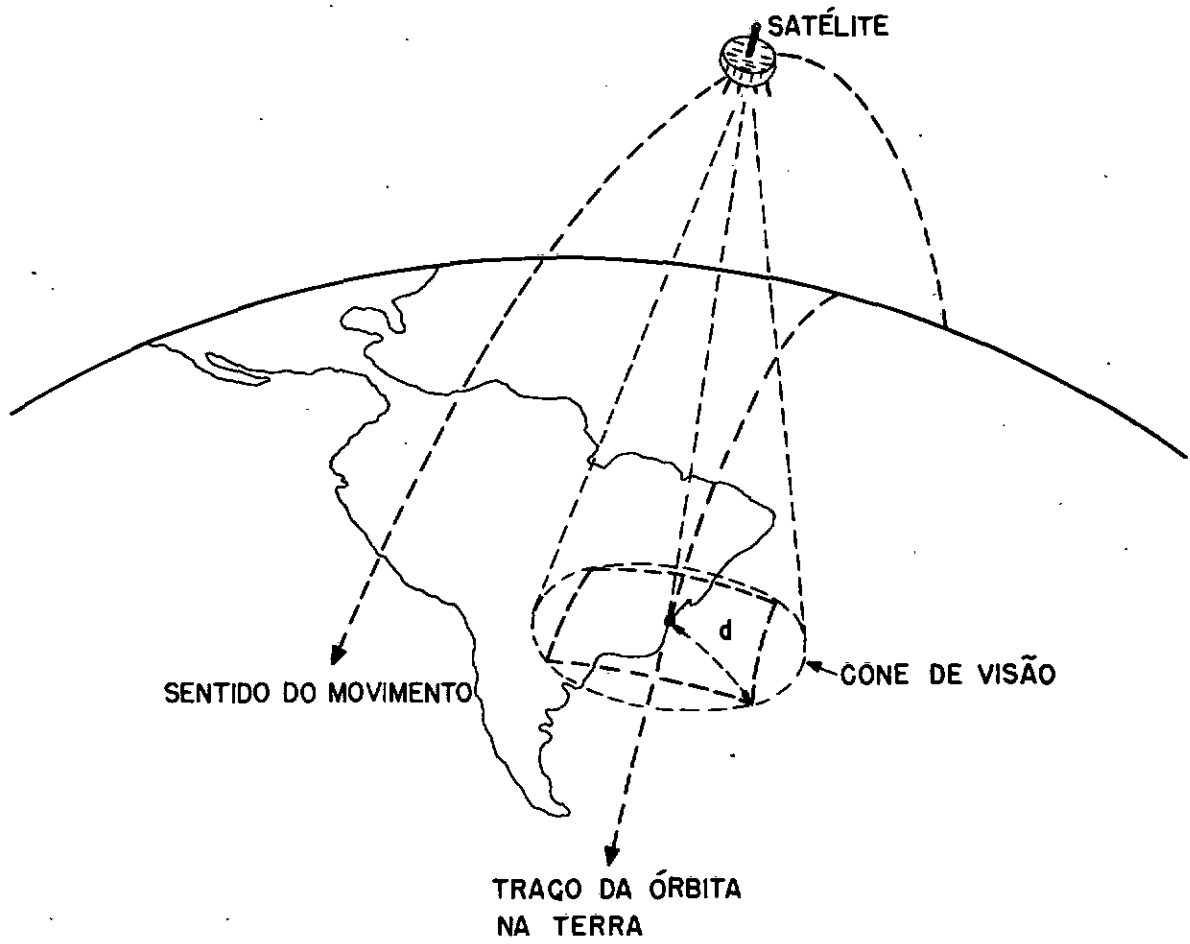 SATÉLITE
d
CONE DE VISÃO
SENTIDO DO MOVIMENTO
TRAÇO DA ÓRBITA
NA TERRA